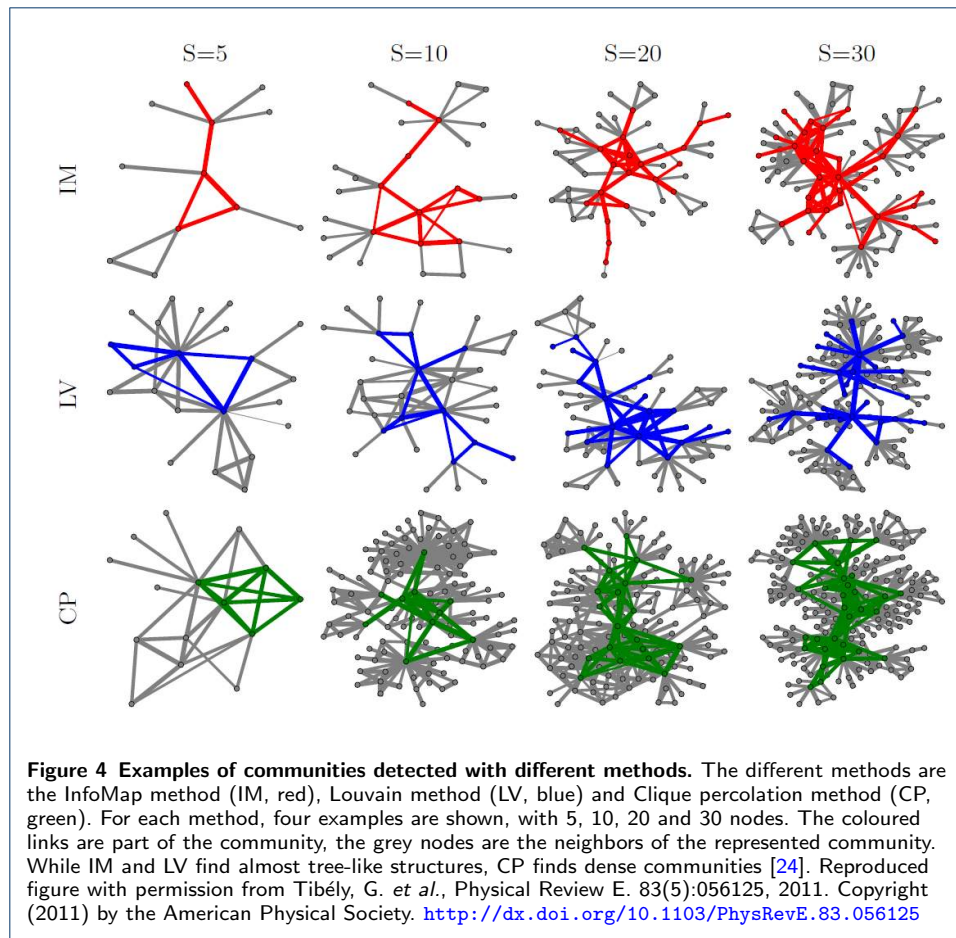 S=5 S=10 S=20 S=30
IM
LV
CP
Figure 4 Examples of communities detected with different methods. The different methods are
the InfoMap method (IM, red), Louvain method (LV, blue) and Clique percolation method (CP,
green). For each method, four examples are shown, with 5, 10, 20 and 30 nodes. The coloured
links are part of the community, the grey nodes are the neighbors of the represented community.
While IM and LV find almost tree-like structures, CP finds dense communities [24]. Reproduced
figure with permission from Tibély, G. et al., Physical Review E. 83(5):056125, 2011. Copyright
(2011) by the American Physical Society. http://dx.doi.org/10.1103/PhysRevE.83.056125